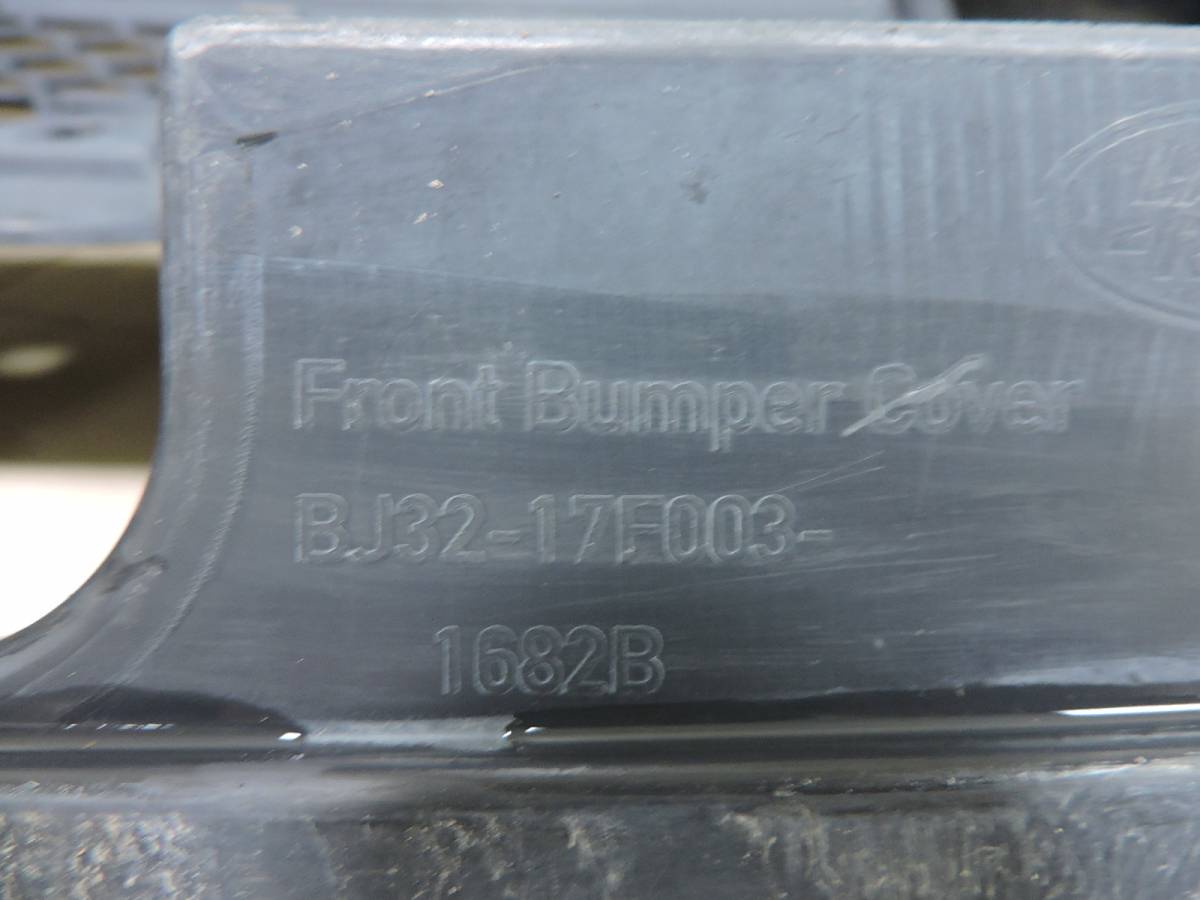 Front Bumper Cover
BJ32-17F003-
1682B